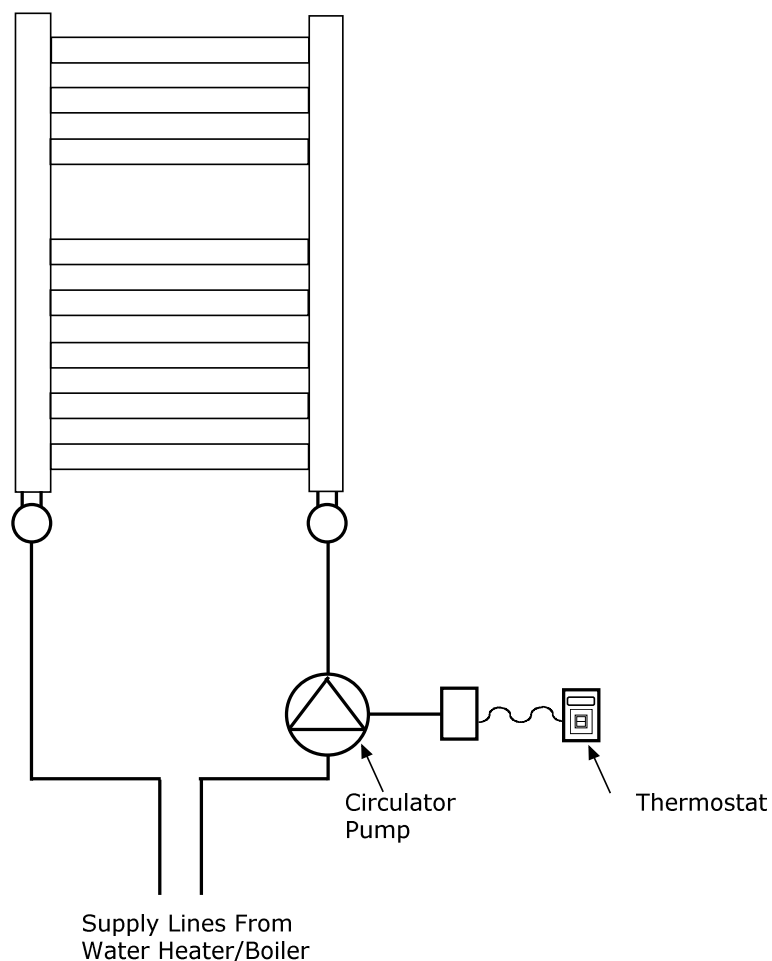 Circulator
Pump
Thermostat
Supply Lines From
Water Heater/Boiler